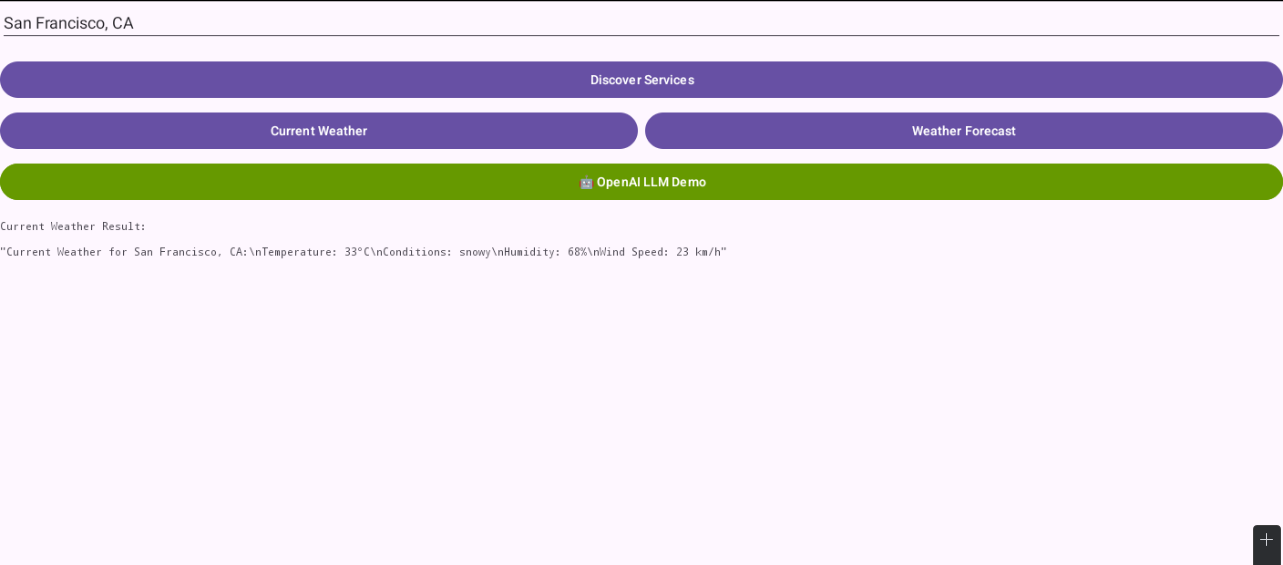 San Francisco, CA
Discover Services
Current Weather
Weather Forecast
🤖 OpenAI LLM Demo
Current Weather Result:
"Current Weather for San Francisco, CA:\nTemperature: 33°C\nConditions: snowy\nHumidity: 68%\nWind Speed: 23 km/h"